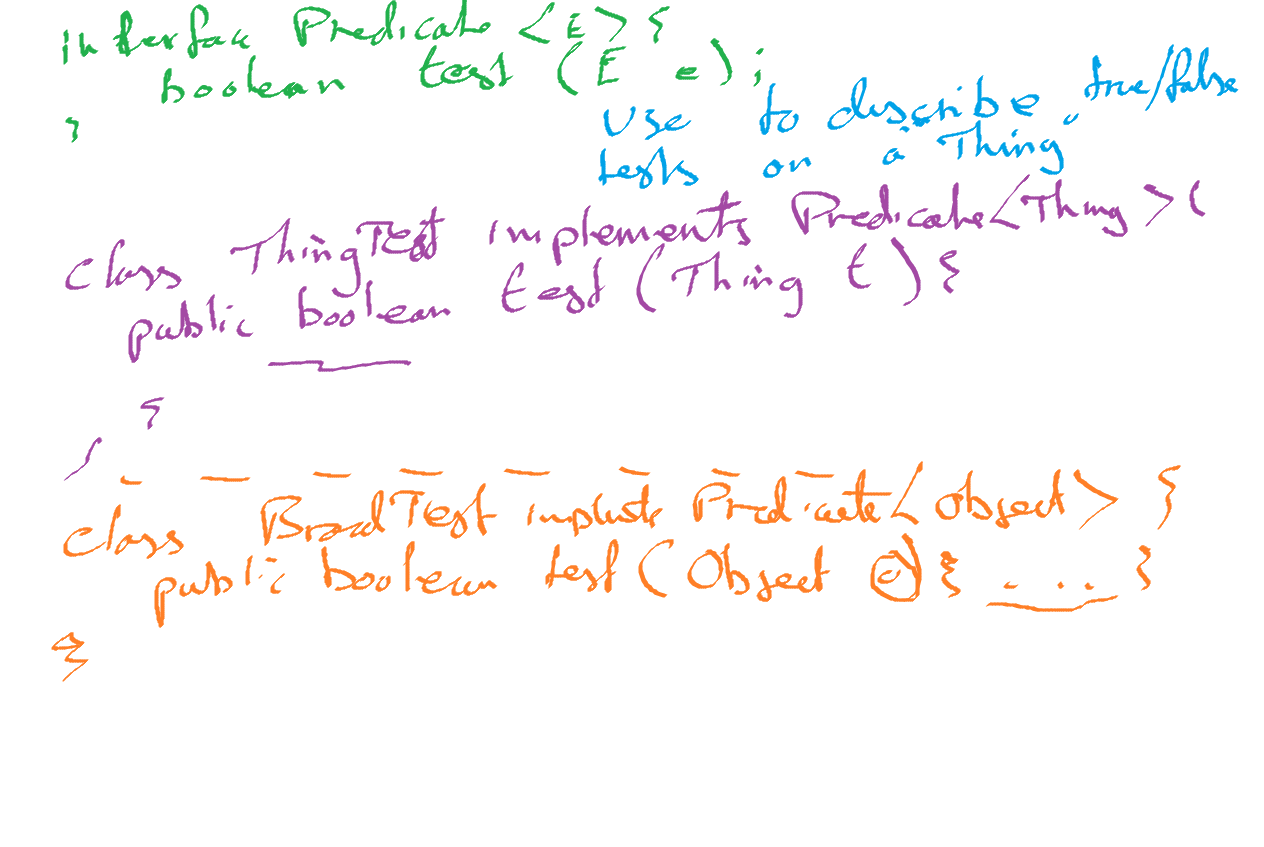 interface Predicate <E> {
boolean test (E e);
}
Use to describe true/false
tests on a "Thing"
class ThingTest implements Predicate<Thing> {
public boolean test (Thing t) {
}
}
class BroadTest implements Predicate<Object> {
public boolean test (Object o) { ... }
}